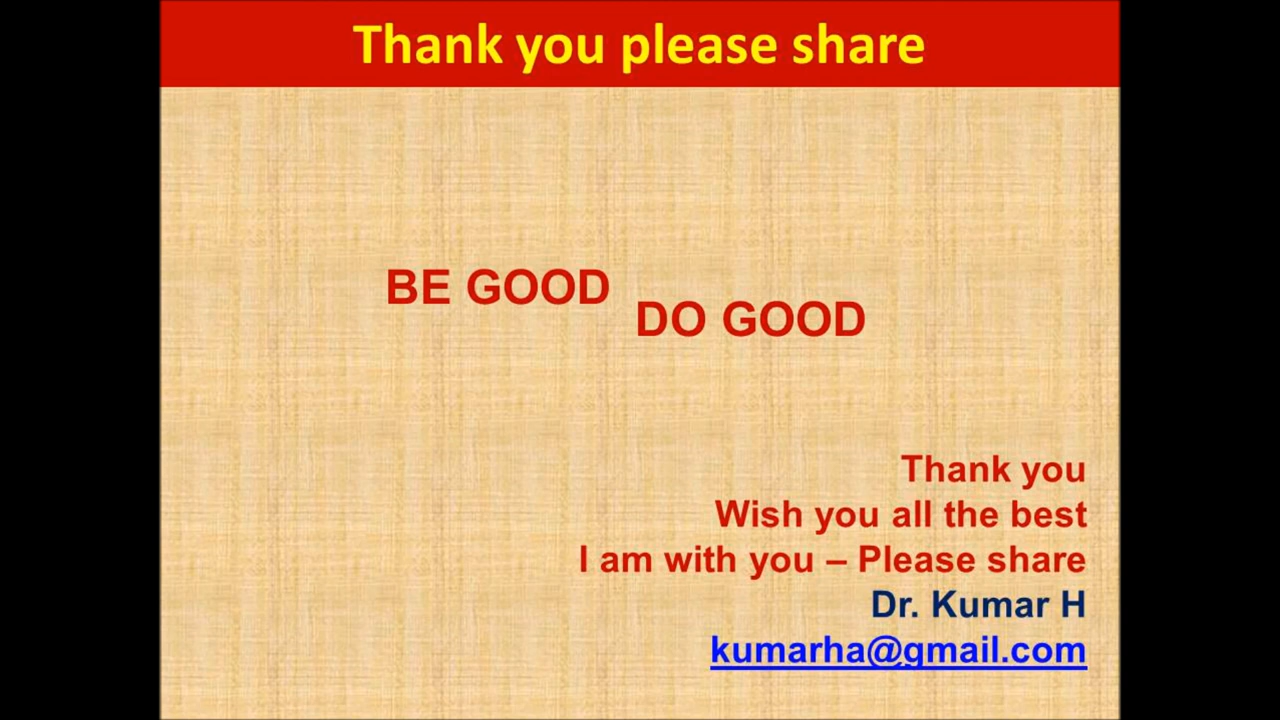 Thank you please share
BE GOOD
DO GOOD
Thank you
Wish you all the best
I am with you – Please share
Dr. Kumar H
kumarha@gmail.com